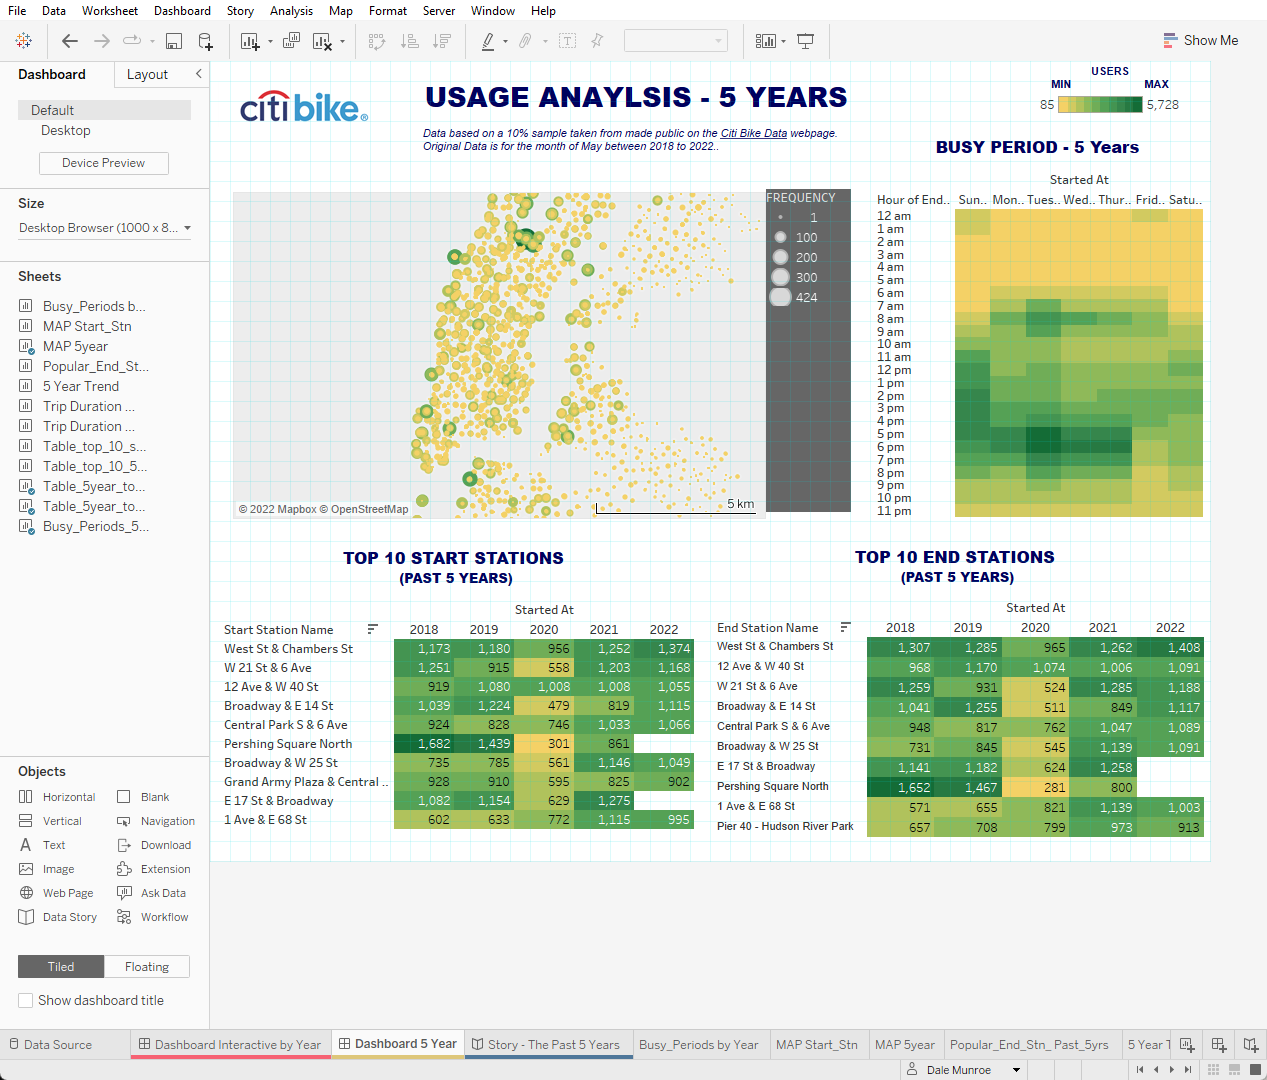 File Data Worksheet Dashboard Story Analysis Map Format Server Window Help
Show Me
Dashboard Layout
Default
Desktop
Device Preview
Size
Desktop Browser (1000 x 8...
Sheets
Busy_Periods b...
MAP Start_Stn
MAP 5year
Popular_End_St...
5 Year Trend
Trip Duration ...
Trip Duration ...
Table_top_10_s...
Table_top_10_5...
Table_5year_to...
Table_5year_to...
Busy_Periods_5...
Objects
Horizontal Blank
Vertical Navigation
Text Download
Image Extension
Web Page Ask Data
Data Story Workflow
Tiled Floating
Show dashboard title
citi bike®
USAGE ANAYLSIS - 5 YEARS
Data based on a 10% sample taken from made public on the Citi Bike Data webpage.
Original Data is for the month of May between 2018 to 2022..
USERS
MIN MAX
85 5,728
FREQUENCY
1
100
200
300
424
© 2022 Mapbox © OpenStreetMap
5 km
BUSY PERIOD - 5 Years
Started At
Hour of End.. Sun.. Mon.. Tues.. Wed.. Thur.. Frid.. Satu..
12 am
1 am
2 am
3 am
4 am
5 am
6 am
7 am
8 am
9 am
10 am
11 am
12 pm
1 pm
2 pm
3 pm
4 pm
5 pm
6 pm
7 pm
8 pm
9 pm
10 pm
11 pm
TOP 10 START STATIONS
(PAST 5 YEARS)
Started At
Start Station Name 2018 2019 2020 2021 2022
West St & Chambers St 1,173 1,180 956 1,252 1,374
W 21 St & 6 Ave 1,251 915 558 1,203 1,168
12 Ave & W 40 St 919 1,080 1,008 1,008 1,055
Broadway & E 14 St 1,039 1,224 479 819 1,115
Central Park S & 6 Ave 924 828 746 1,033 1,066
Pershing Square North 1,682 1,439 301 861
Broadway & W 25 St 735 785 561 1,146 1,049
Grand Army Plaza & Central .. 928 910 595 825 902
E 17 St & Broadway 1,082 1,154 629 1,275
1 Ave & E 68 St 602 633 772 1,115 995
TOP 10 END STATIONS
(PAST 5 YEARS)
Started At
End Station Name 2018 2019 2020 2021 2022
West St & Chambers St 1,307 1,285 965 1,262 1,408
12 Ave & W 40 St 968 1,170 1,074 1,006 1,091
W 21 St & 6 Ave 1,259 931 524 1,285 1,188
Broadway & E 14 St 1,041 1,255 511 849 1,117
Central Park S & 6 Ave 948 817 762 1,047 1,089
Broadway & W 25 St 731 845 545 1,139 1,091
E 17 St & Broadway 1,141 1,182 624 1,258
Pershing Square North 1,652 1,467 281 800
1 Ave & E 68 St 571 655 821 1,139 1,003
Pier 40 - Hudson River Park 657 708 799 973 913
Data Source Dashboard Interactive by Year Dashboard 5 Year Story - The Past 5 Years Busy_Periods by Year MAP Start_Stn MAP 5year Popular_End_Stn_ Past_5yrs 5 Year T
Dale Munroe